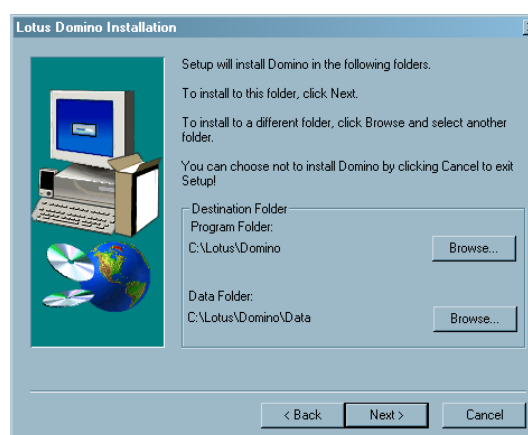 Lotus Domino Installation
Setup will install Domino in the following folders.
To install to this folder, click Next.
To install to a different folder, click Browse and select another
folder.
You can choose not to install Domino by clicking Cancel to exit
Setup!
Destination Folder
Program Folder:
C:\Lotus\Domino
Browse...
Data Folder:
C:\Lotus\Domino\Data
Browse...
< Back
Next >
Cancel